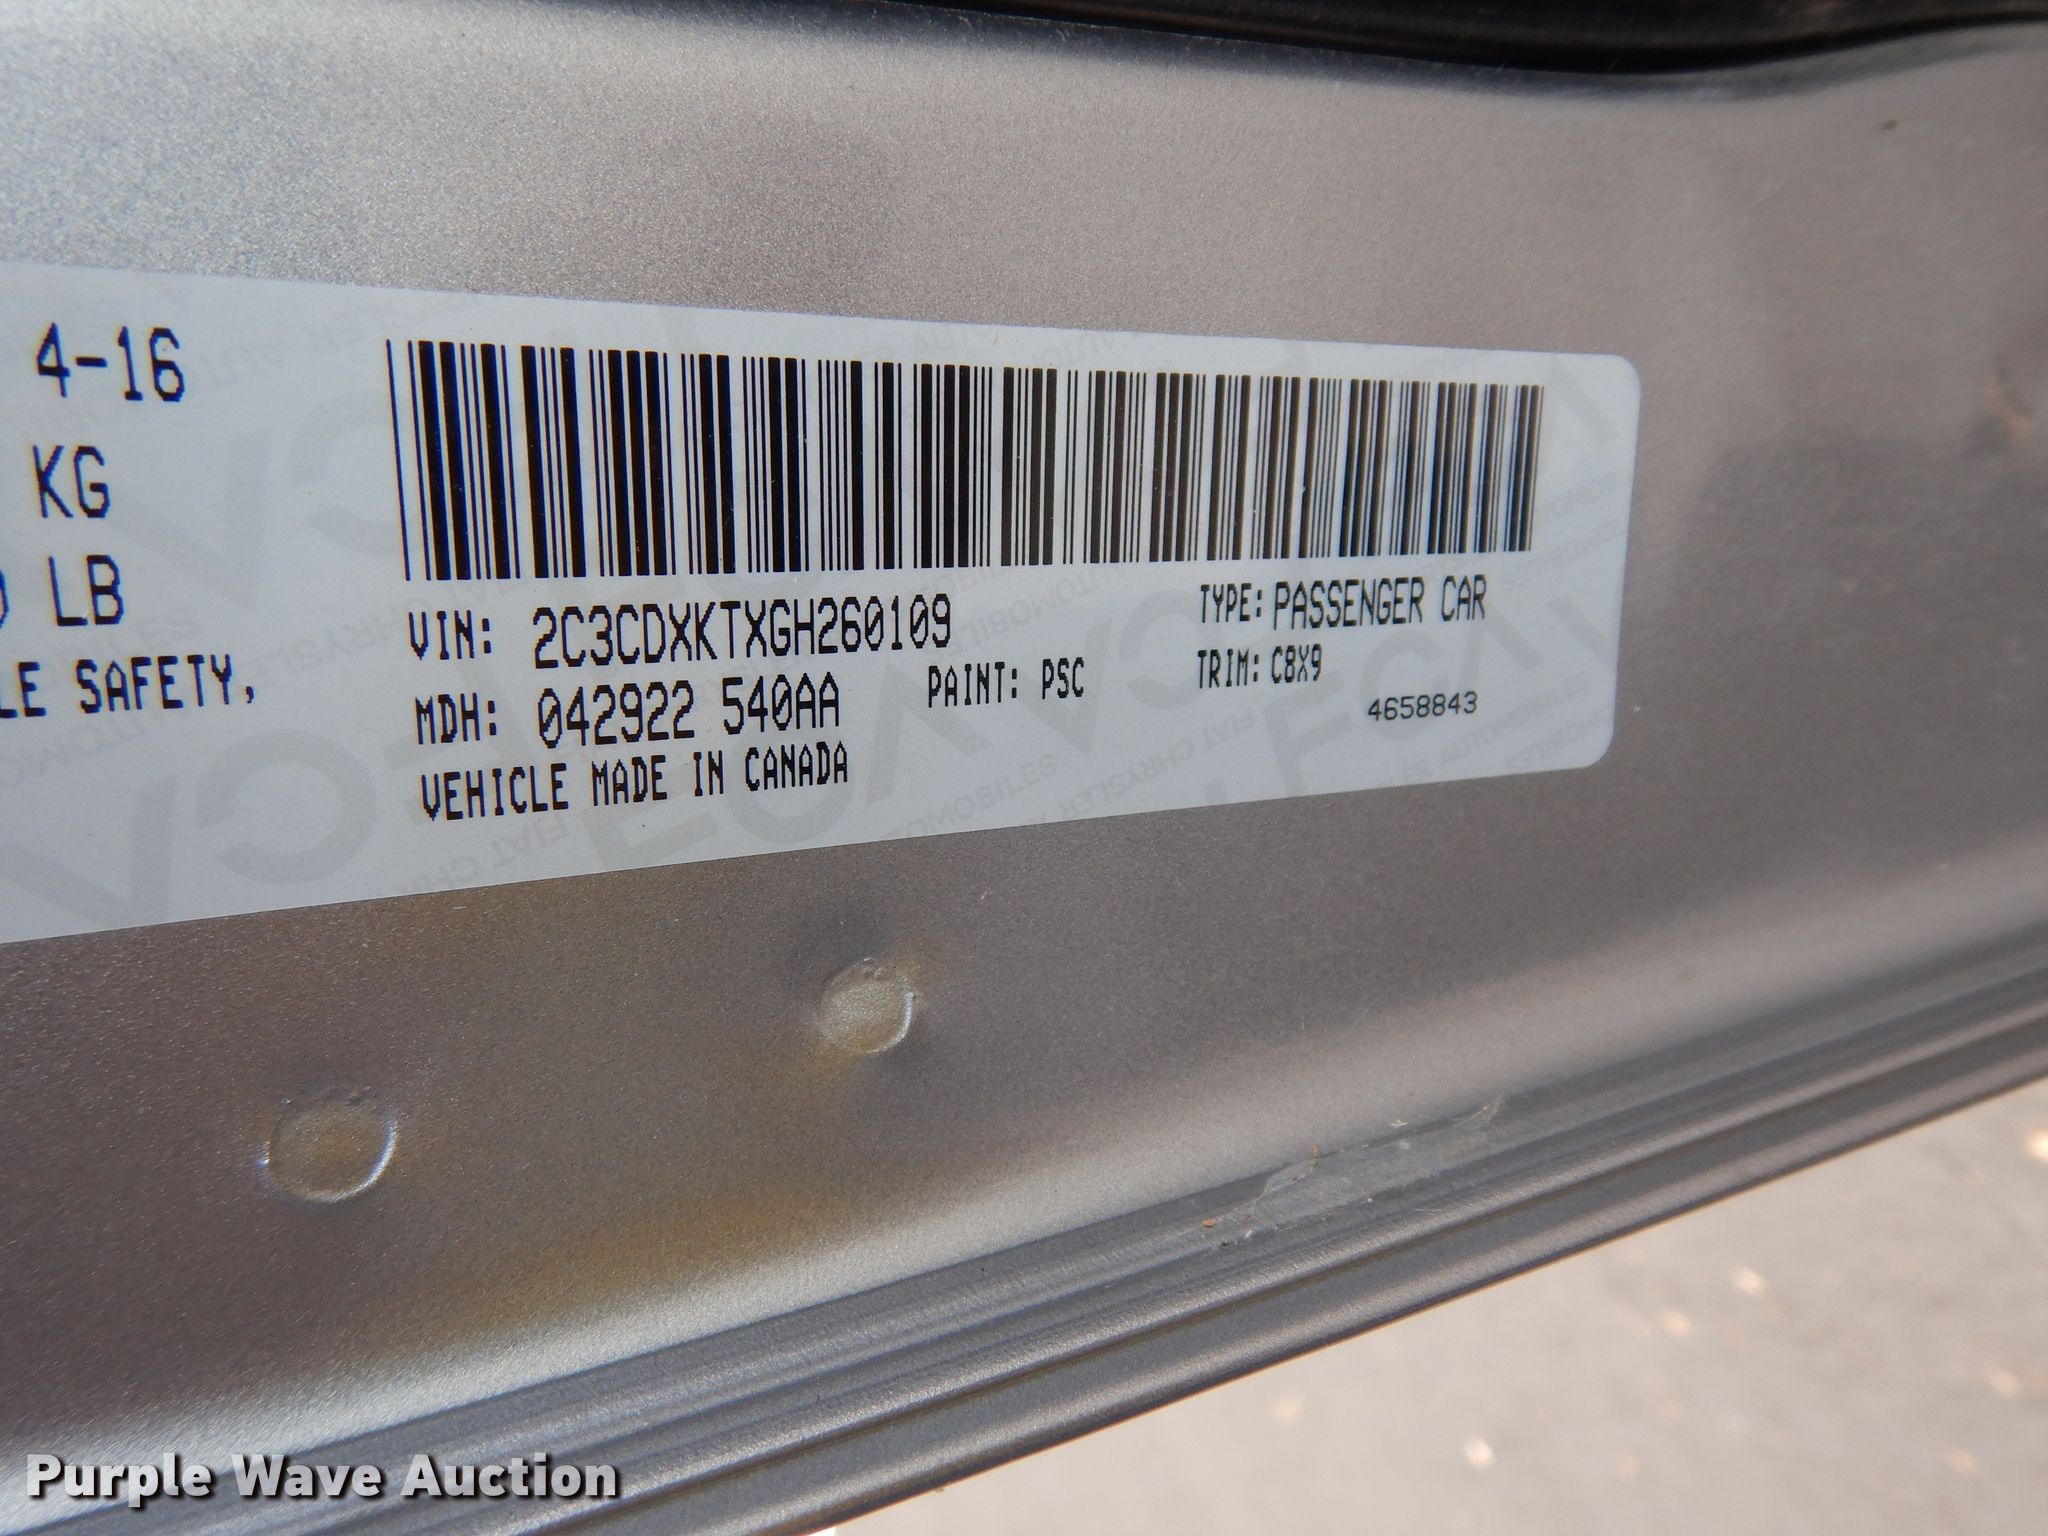 4-16
KG
LB
LE SAFETY,
VIN: 2C3CDXKTXGH260109
TYPE: PASSENGER CAR
MDH: 042922 540AA
PAINT: PSC
TRIM: C8X9
VEHICLE MADE IN CANADA
4658843
Purple Wave Auction